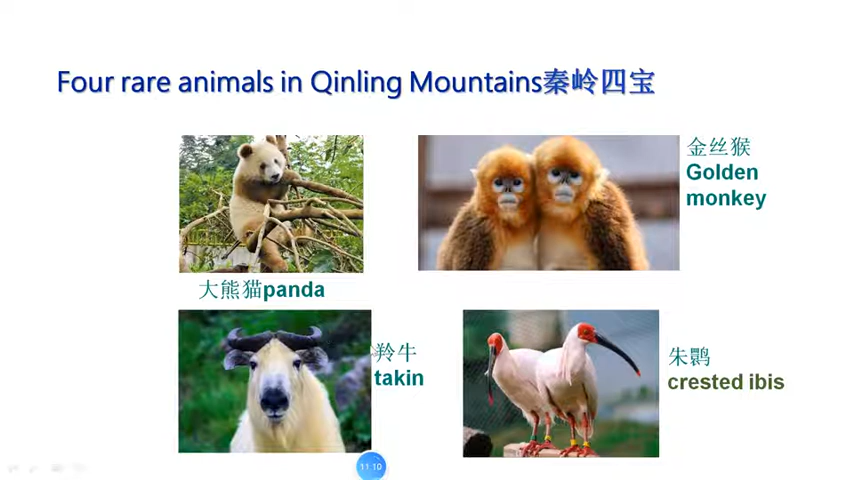 Four rare animals in Qinling Mountains秦岭四宝
金丝猴
Golden
monkey
大熊猫panda
羚牛
takin
朱鹮
crested ibis
11:10